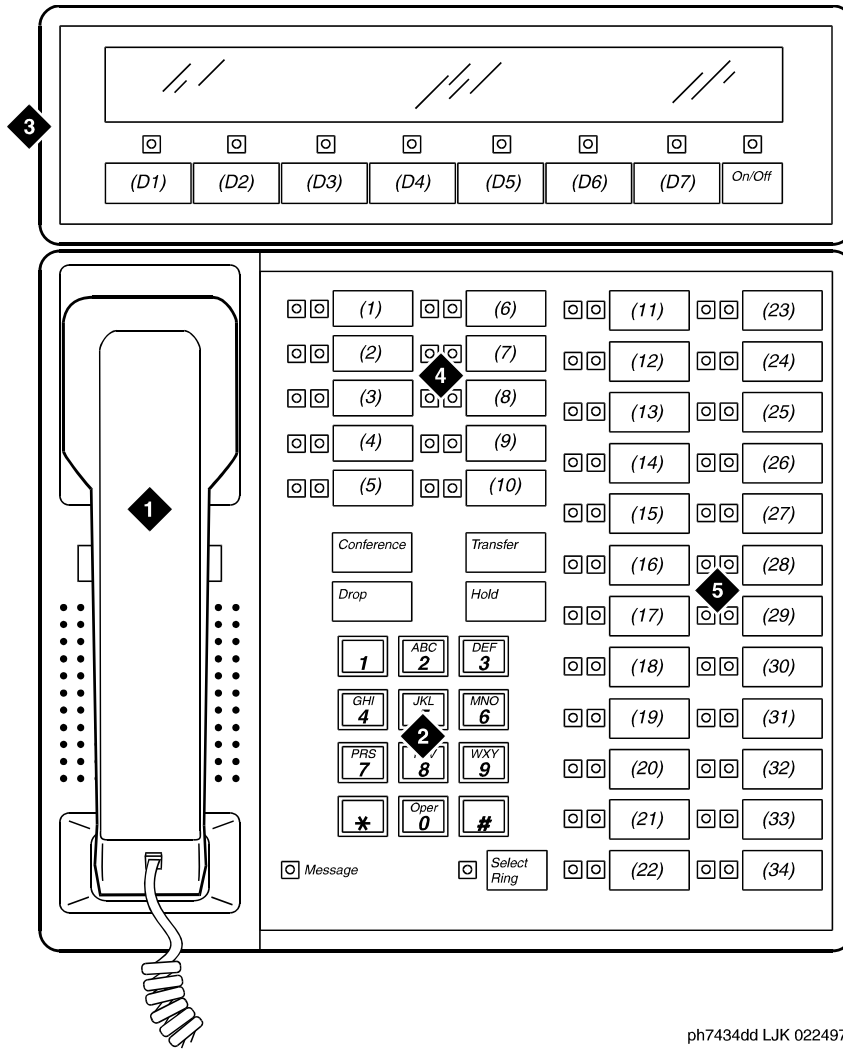 3
(D1) (D2) (D3) (D4) (D5) (D6) (D7) On/Off
(1) (6) (11) (23)
(2) (7) (12) (24)
4
(3) (8) (13) (25)
(4) (9) (14) (26)
(5) (10) (15) (27)
1
Conference Transfer (16) (28)
5
Drop Hold (17) (29)
1 ABC 2 DEF 3 (18) (30)
GHI 4 JKL MNO 6 (19) (31)
2
PRS 7 8 WXY 9 (20) (32)
* Oper 0 # (21) (33)
Message Select Ring (22) (34)
ph7434dd LJK 022497